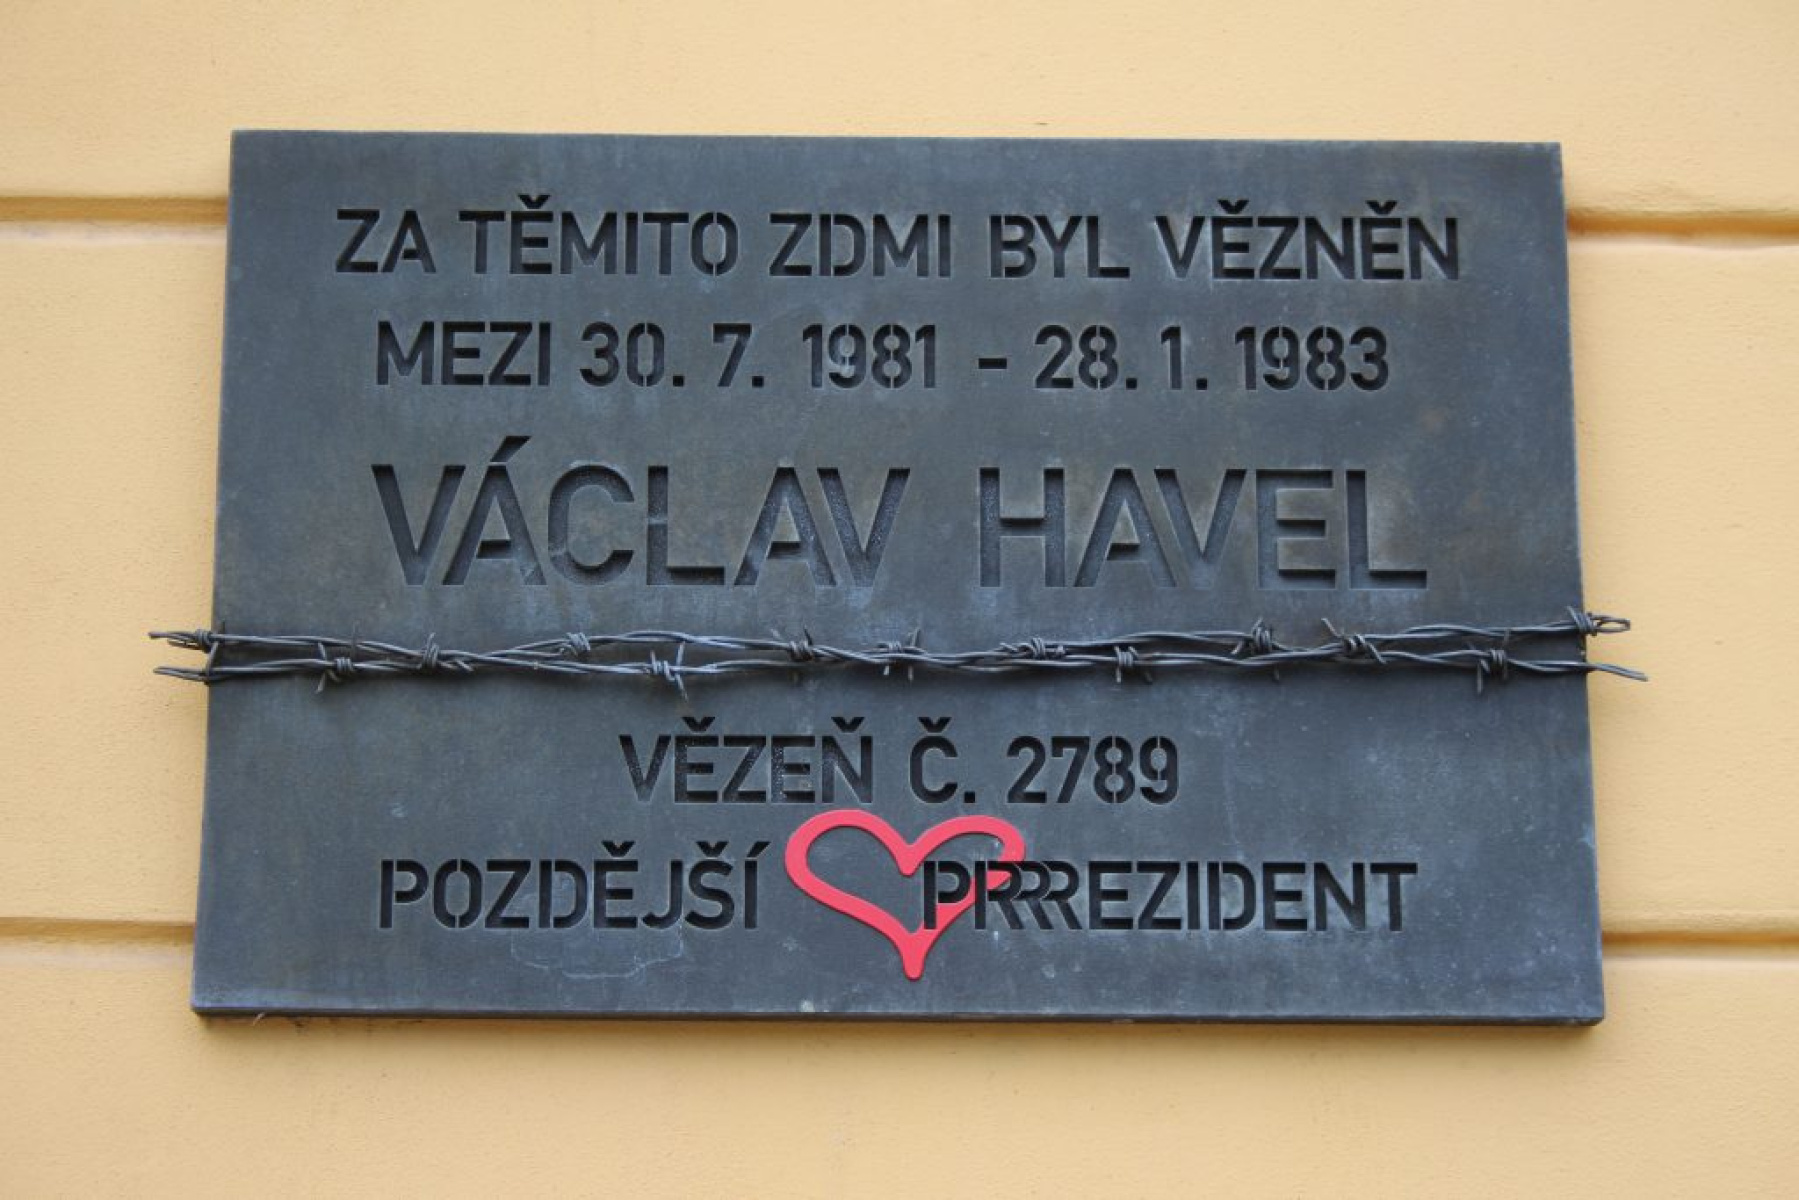 ZA TĚMITO ZDMI BYL VĚZNĚN
MEZI 30. 7. 1981 - 28. 1. 1983
VÁCLAV HAVEL
VĚZEŇ Č. 2789
POZDĚJŠÍ PRRREZIDENT